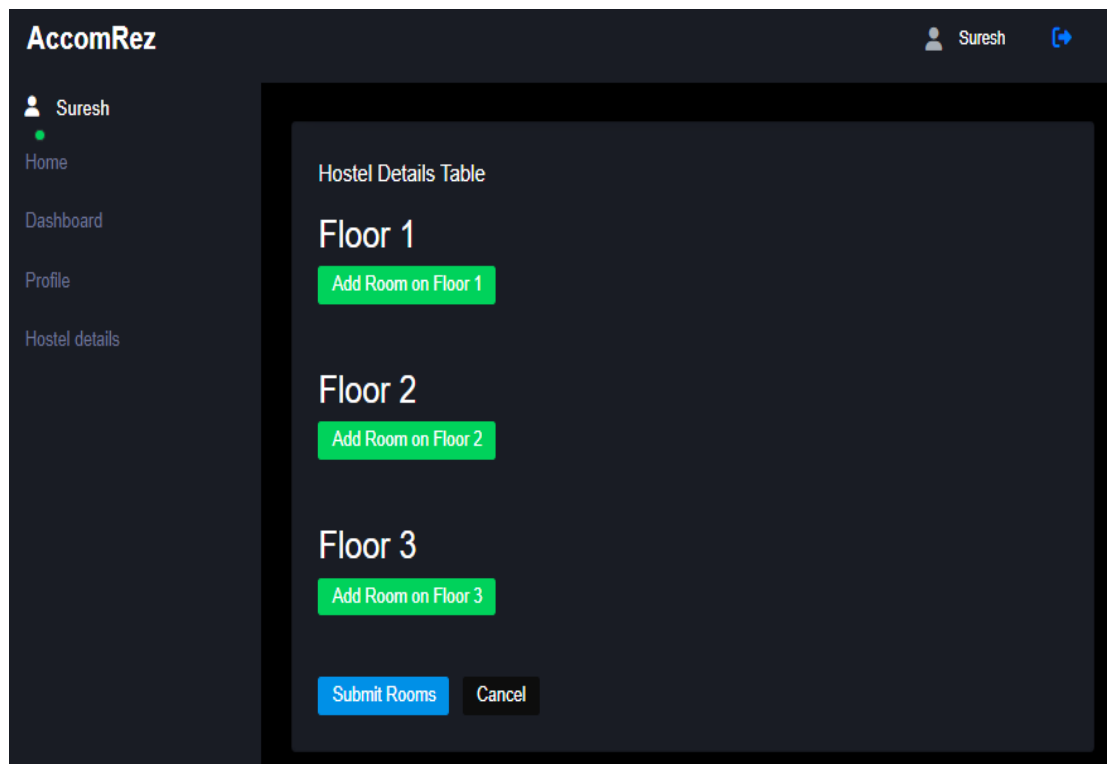 AccomRez
Suresh
Suresh
Home
Dashboard
Profile
Hostel details
Hostel Details Table
Floor 1
Add Room on Floor 1
Floor 2
Add Room on Floor 2
Floor 3
Add Room on Floor 3
Submit Rooms
Cancel